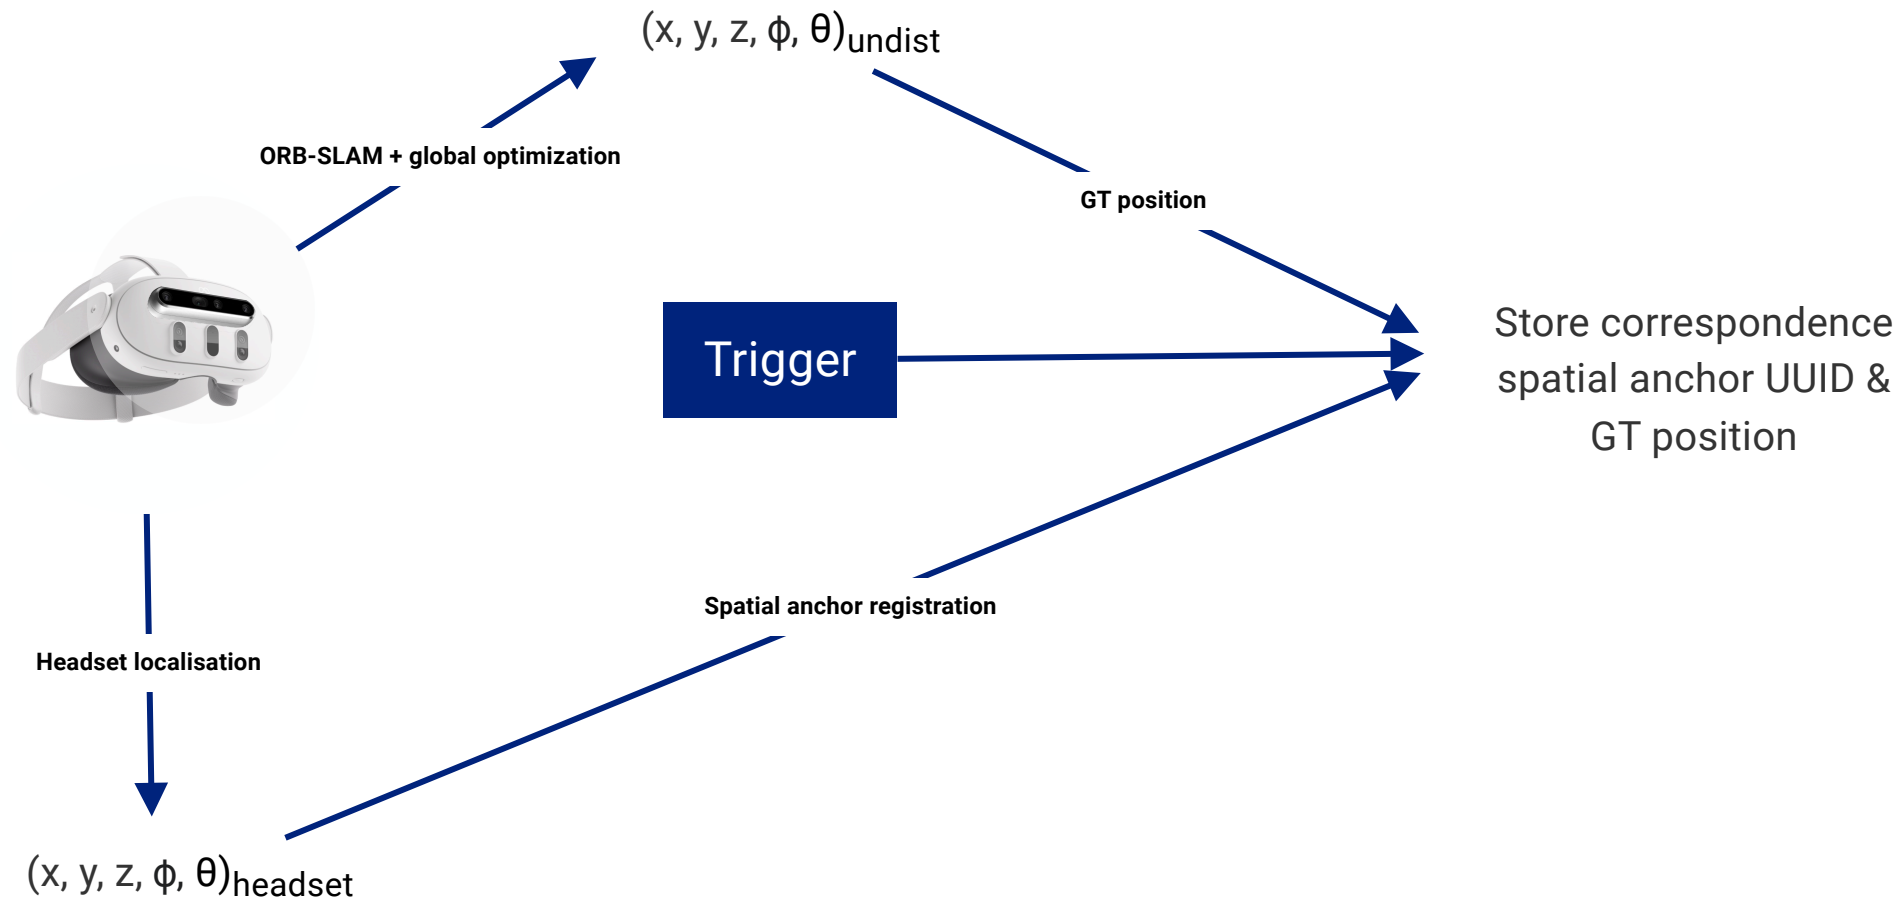 (x, y, z, ϕ, θ)undist
ORB-SLAM + global optimization
GT position
Trigger
Store correspondence
spatial anchor UUID &
GT position
Spatial anchor registration
Headset localisation
(x, y, z, ϕ, θ)headset